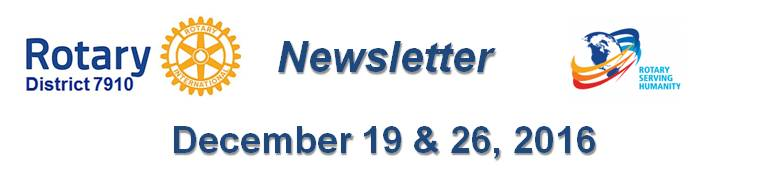 Rotary
District 7910
ROTARY
INTERNATIONAL
Newsletter
ROTARY
SERVING
HUMANITY
December 19 & 26, 2016